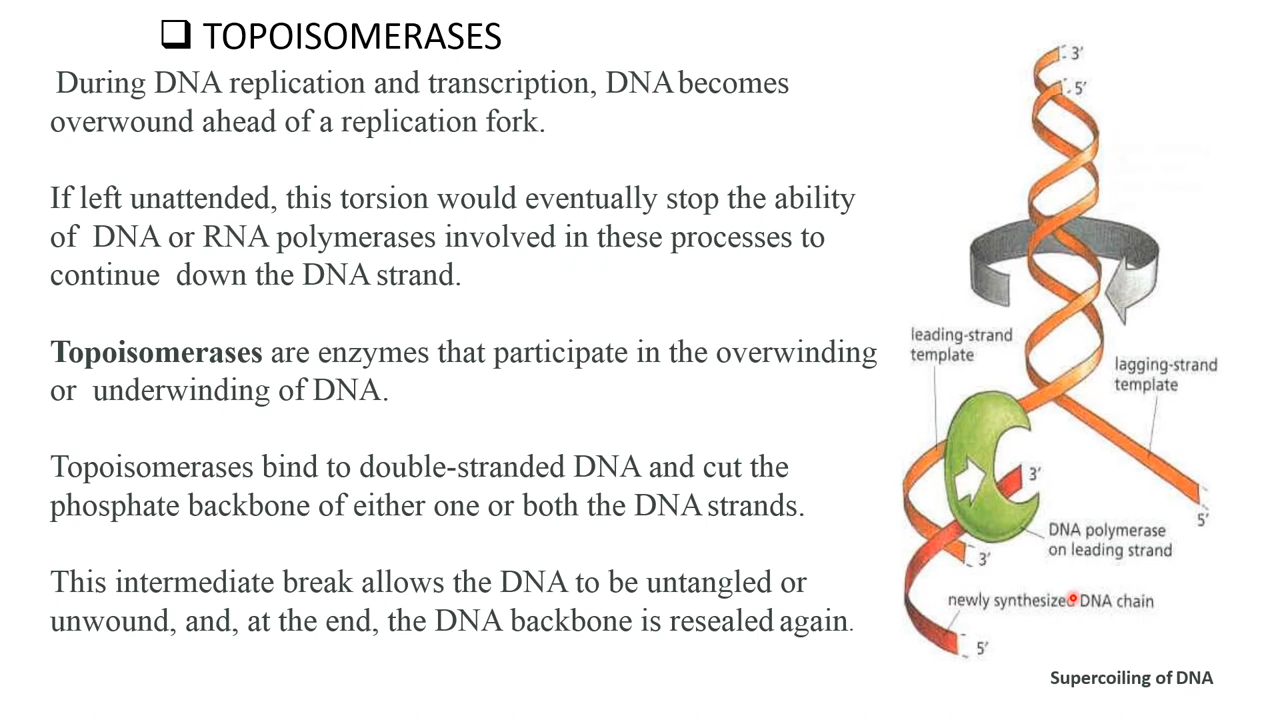 ❑ TOPOISOMERASES
During DNA replication and transcription, DNA becomes
overwound ahead of a replication fork.
If left unattended, this torsion would eventually stop the ability
of DNA or RNA polymerases involved in these processes to
continue down the DNA strand.
Topoisomerases are enzymes that participate in the overwinding
or underwinding of DNA.
Topoisomerases bind to double-stranded DNA and cut the
phosphate backbone of either one or both the DNA strands.
This intermediate break allows the DNA to be untangled or
unwound, and, at the end, the DNA backbone is resealed again.
3′
5′
leading-strand
template
lagging-strand
template
3′
5′
DNA polymerase
on leading strand
3′
newly synthesized DNA chain
5′
Supercoiling of DNA